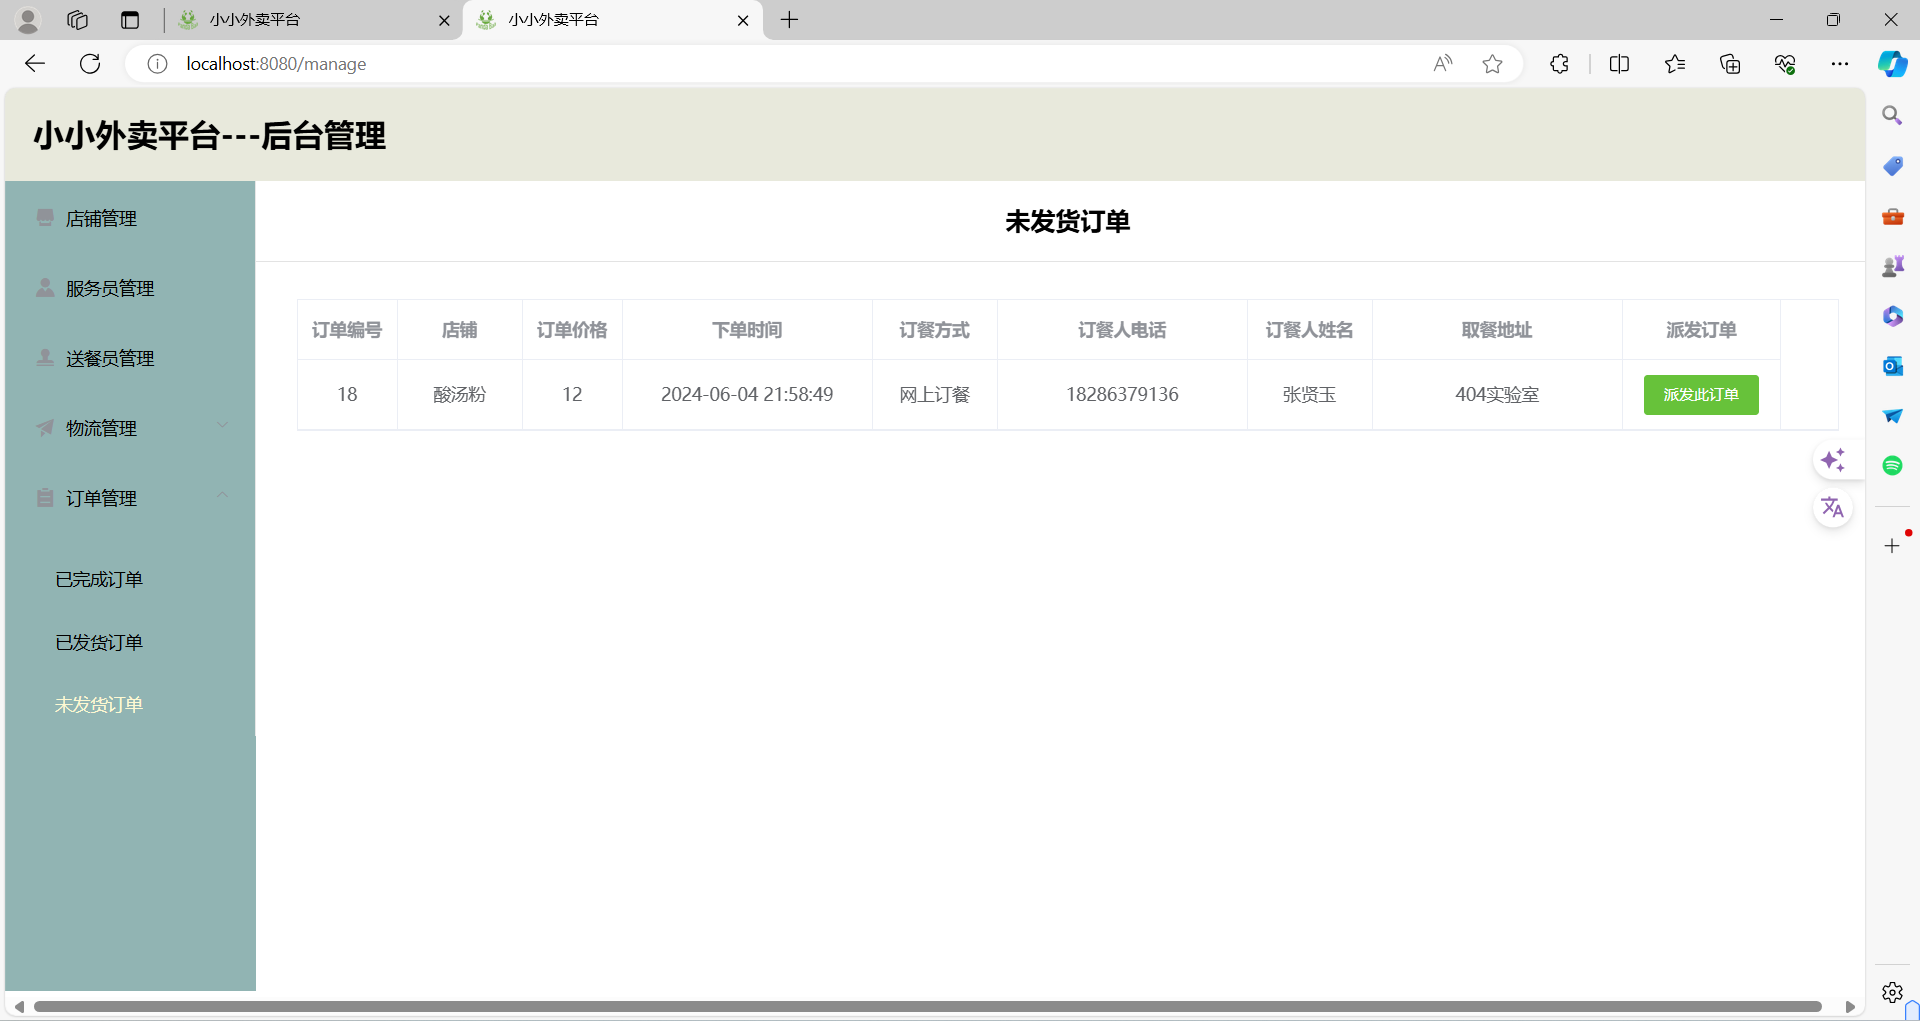 小小外卖平台
小小外卖平台
localhost:8080/manage
小小外卖平台---后台管理
店铺管理
服务员管理
送餐员管理
物流管理
订单管理
已完成订单
已发货订单
未发货订单
未发货订单
订单编号 店铺 订单价格 下单时间 订餐方式 订餐人电话 订餐人姓名 取餐地址 派发订单
18 酸汤粉 12 2024-06-04 21:58:49 网上订餐 18286379136 张贤玉 404实验室 派发此订单